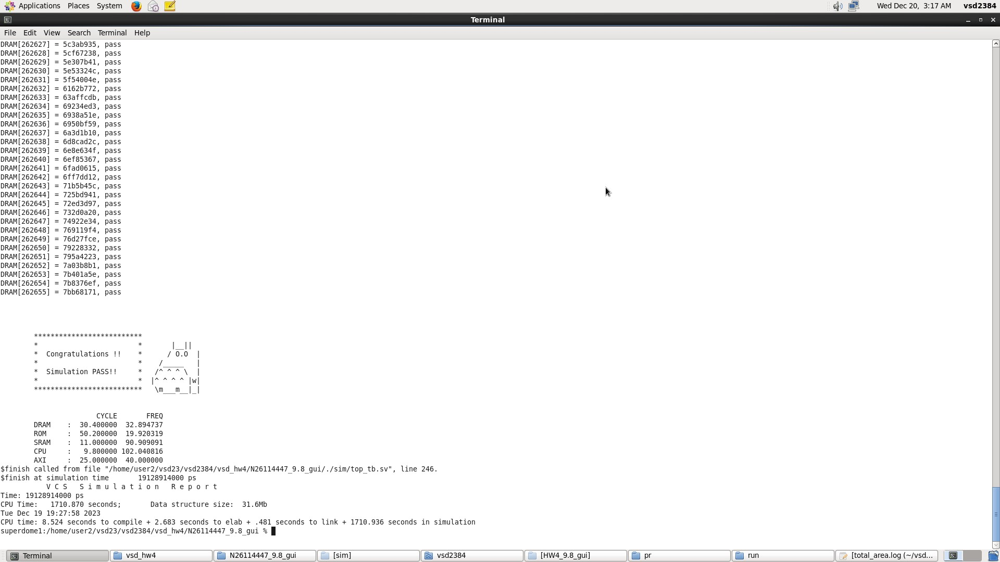 Applications Places System Wed Dec 20, 3:17 AM vsd2384
Terminal
File Edit View Search Terminal Help
DRAM[262627] = 5c3ab935, pass
DRAM[262628] = 5cf67238, pass
DRAM[262629] = 5e307b41, pass
DRAM[262630] = 5e53324c, pass
DRAM[262631] = 5f54004e, pass
DRAM[262632] = 6162b772, pass
DRAM[262633] = 63affcdb, pass
DRAM[262634] = 69234ed3, pass
DRAM[262635] = 6938a51e, pass
DRAM[262636] = 6950bf59, pass
DRAM[262637] = 6a3d1b10, pass
DRAM[262638] = 6d8cad2c, pass
DRAM[262639] = 6e8e634f, pass
DRAM[262640] = 6ef85367, pass
DRAM[262641] = 6fad0615, pass
DRAM[262642] = 6ff7dd12, pass
DRAM[262643] = 71b5b45c, pass
DRAM[262644] = 725bd941, pass
DRAM[262645] = 72ed3d97, pass
DRAM[262646] = 732d0a20, pass
DRAM[262647] = 74922e34, pass
DRAM[262648] = 769119f4, pass
DRAM[262649] = 76d27fce, pass
DRAM[262650] = 79228332, pass
DRAM[262651] = 795a4223, pass
DRAM[262652] = 7a03b8b1, pass
DRAM[262653] = 7b401a5e, pass
DRAM[262654] = 7b8376ef, pass
DRAM[262655] = 7bb68171, pass
**************************
*                        *       |__||
*  Congratulations !!    *      / O.O  |
*                        *    /_____   |
*  Simulation PASS!!     *   /^ ^ ^ \  |
*                        *  |^ ^ ^ ^ |w|
**************************   \m___m__|_|
CYCLE FREQ
DRAM : 30.400000 32.894737
ROM : 50.200000 19.920319
SRAM : 11.000000 90.909091
CPU : 9.800000 102.040816
AXI : 25.000000 40.000000
$finish called from file "/home/user2/vsd23/vsd2384/vsd_hw4/N26114447_9.8_gui/./sim/top_tb.sv", line 246.
$finish at simulation time 19128914000 ps
V C S   S i m u l a t i o n   R e p o r t
Time: 19128914000 ps
CPU Time: 1710.870 seconds; Data structure size: 31.6Mb
Tue Dec 19 19:27:58 2023
CPU time: 8.524 seconds to compile + 2.683 seconds to elab + .481 seconds to link + 1710.936 seconds in simulation
superdome1:/home/user2/vsd23/vsd2384/vsd_hw4/N26114447_9.8_gui %
Terminal vsd_hw4 N26114447_9.8_gui [sim] vsd2384 [HW4_9.8_gui] pr run [total_area.log (~/vsd...